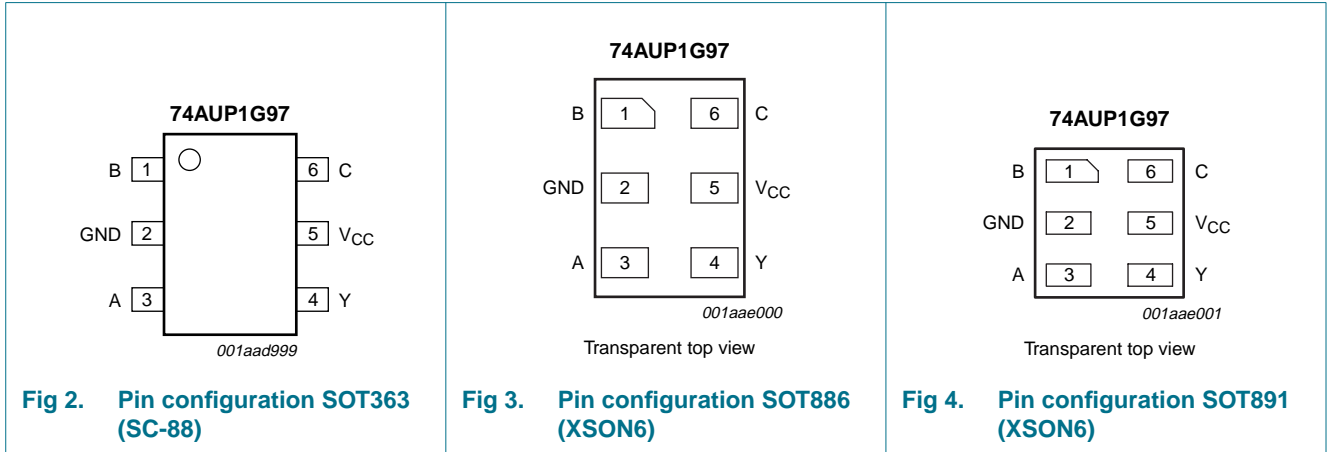 74AUP1G97
B 1 6 C
GND 2 5 VCC
A 3 4 Y
001aad999
Fig 2. Pin configuration SOT363
(SC-88)
74AUP1G97
B 1 6 C
GND 2 5 VCC
A 3 4 Y
001aae000
Transparent top view
Fig 3. Pin configuration SOT886
(XSON6)
74AUP1G97
B 1 6 C
GND 2 5 VCC
A 3 4 Y
001aae001
Transparent top view
Fig 4. Pin configuration SOT891
(XSON6)